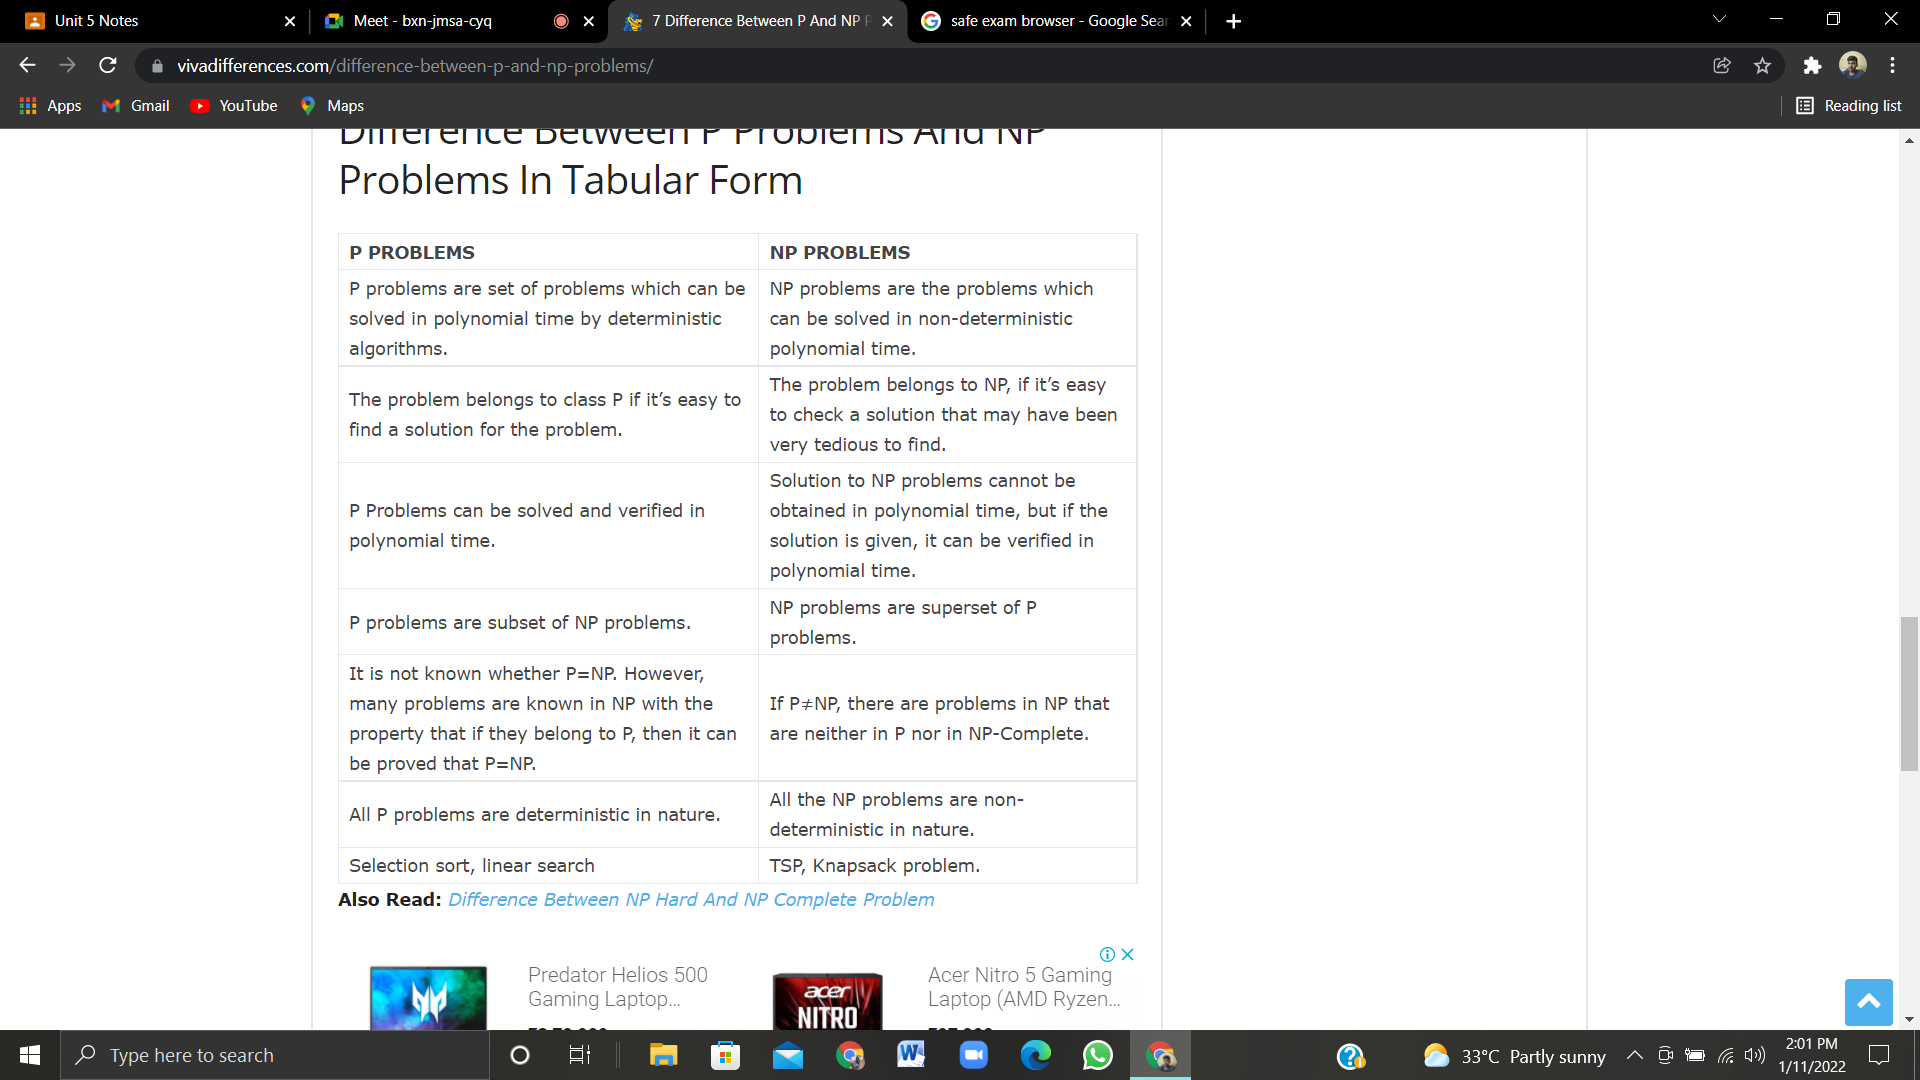 Unit 5 Notes
Meet - bxn-jmsa-cyq
7 Difference Between P And NP P
safe exam browser - Google Sear
vivadifferences.com/difference-between-p-and-np-problems/
Apps
Gmail
YouTube
Maps
Reading list
Difference Between P Problems And NP
Problems In Tabular Form
P PROBLEMS
NP PROBLEMS
P problems are set of problems which can be
solved in polynomial time by deterministic
algorithms.
NP problems are the problems which
can be solved in non-deterministic
polynomial time.
The problem belongs to class P if it’s easy to
find a solution for the problem.
The problem belongs to NP, if it’s easy
to check a solution that may have been
very tedious to find.
P Problems can be solved and verified in
polynomial time.
Solution to NP problems cannot be
obtained in polynomial time, but if the
solution is given, it can be verified in
polynomial time.
P problems are subset of NP problems.
NP problems are superset of P
problems.
It is not known whether P=NP. However,
many problems are known in NP with the
property that if they belong to P, then it can
be proved that P=NP.
If P≠NP, there are problems in NP that
are neither in P nor in NP-Complete.
All P problems are deterministic in nature.
All the NP problems are non-
deterministic in nature.
Selection sort, linear search
TSP, Knapsack problem.
Also Read: Difference Between NP Hard And NP Complete Problem
Predator Helios 500
Gaming Laptop...
acer
NITRO
Acer Nitro 5 Gaming
Laptop (AMD Ryzen...
Type here to search
33°C Partly sunny
2:01 PM
1/11/2022